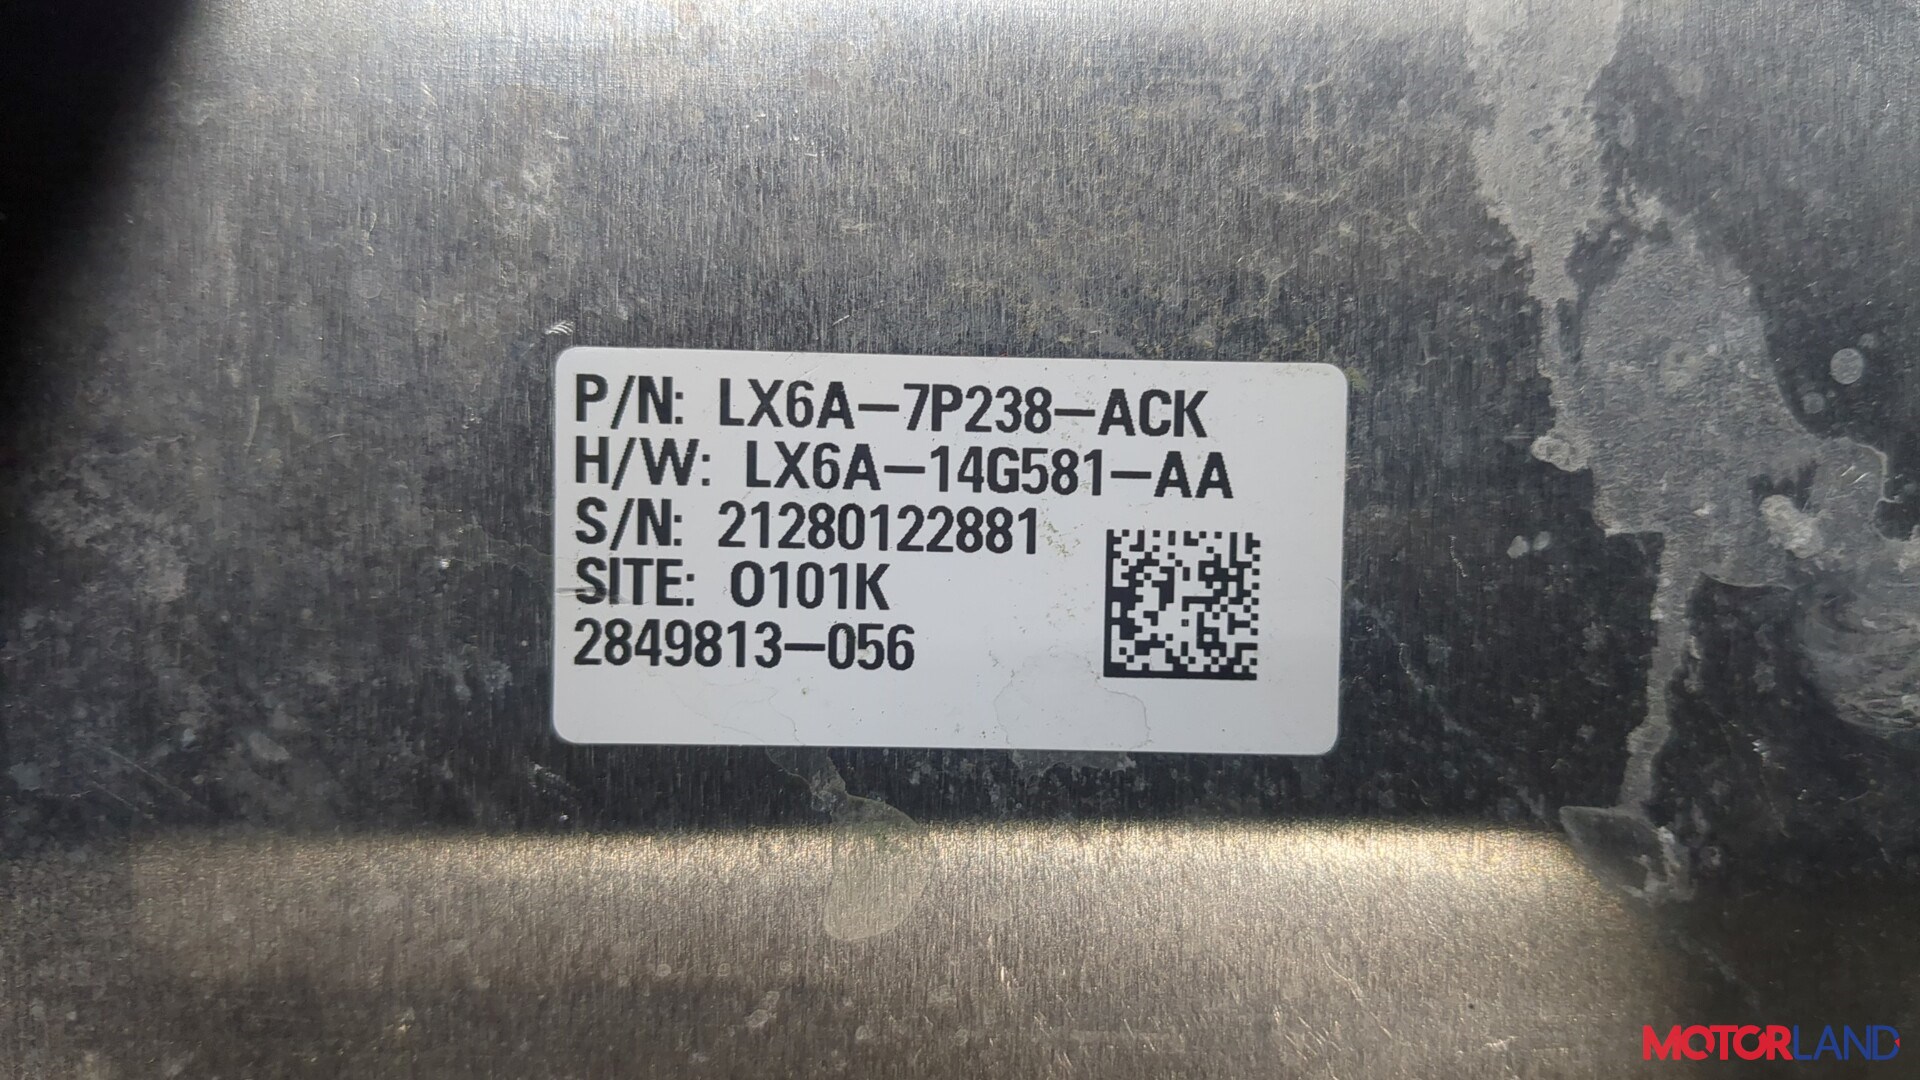 P/N: LX6A-7P238-ACK
H/W: LX6A-14G581-AA
S/N: 21280122881
SITE: O101K
2849813-056
MOTORLAND